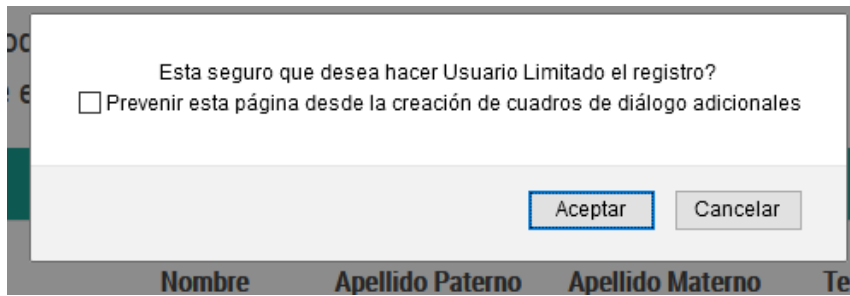 Esta seguro que desea hacer Usuario Limitado el registro?
Prevenir esta página desde la creación de cuadros de diálogo adicionales
Aceptar Cancelar
Nombre Apellido Paterno Apellido Materno